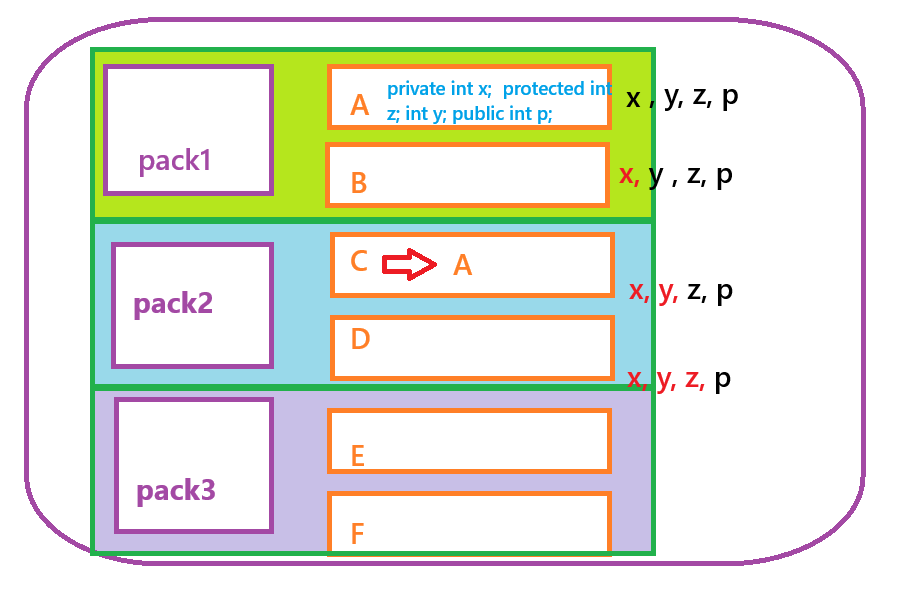 pack1
A
private int x; protected int
z; int y; public int p;
x , y, z, p
B
x, y , z, p
pack2
C A
x, y, z, p
D
x, y, z, p
pack3
E
F